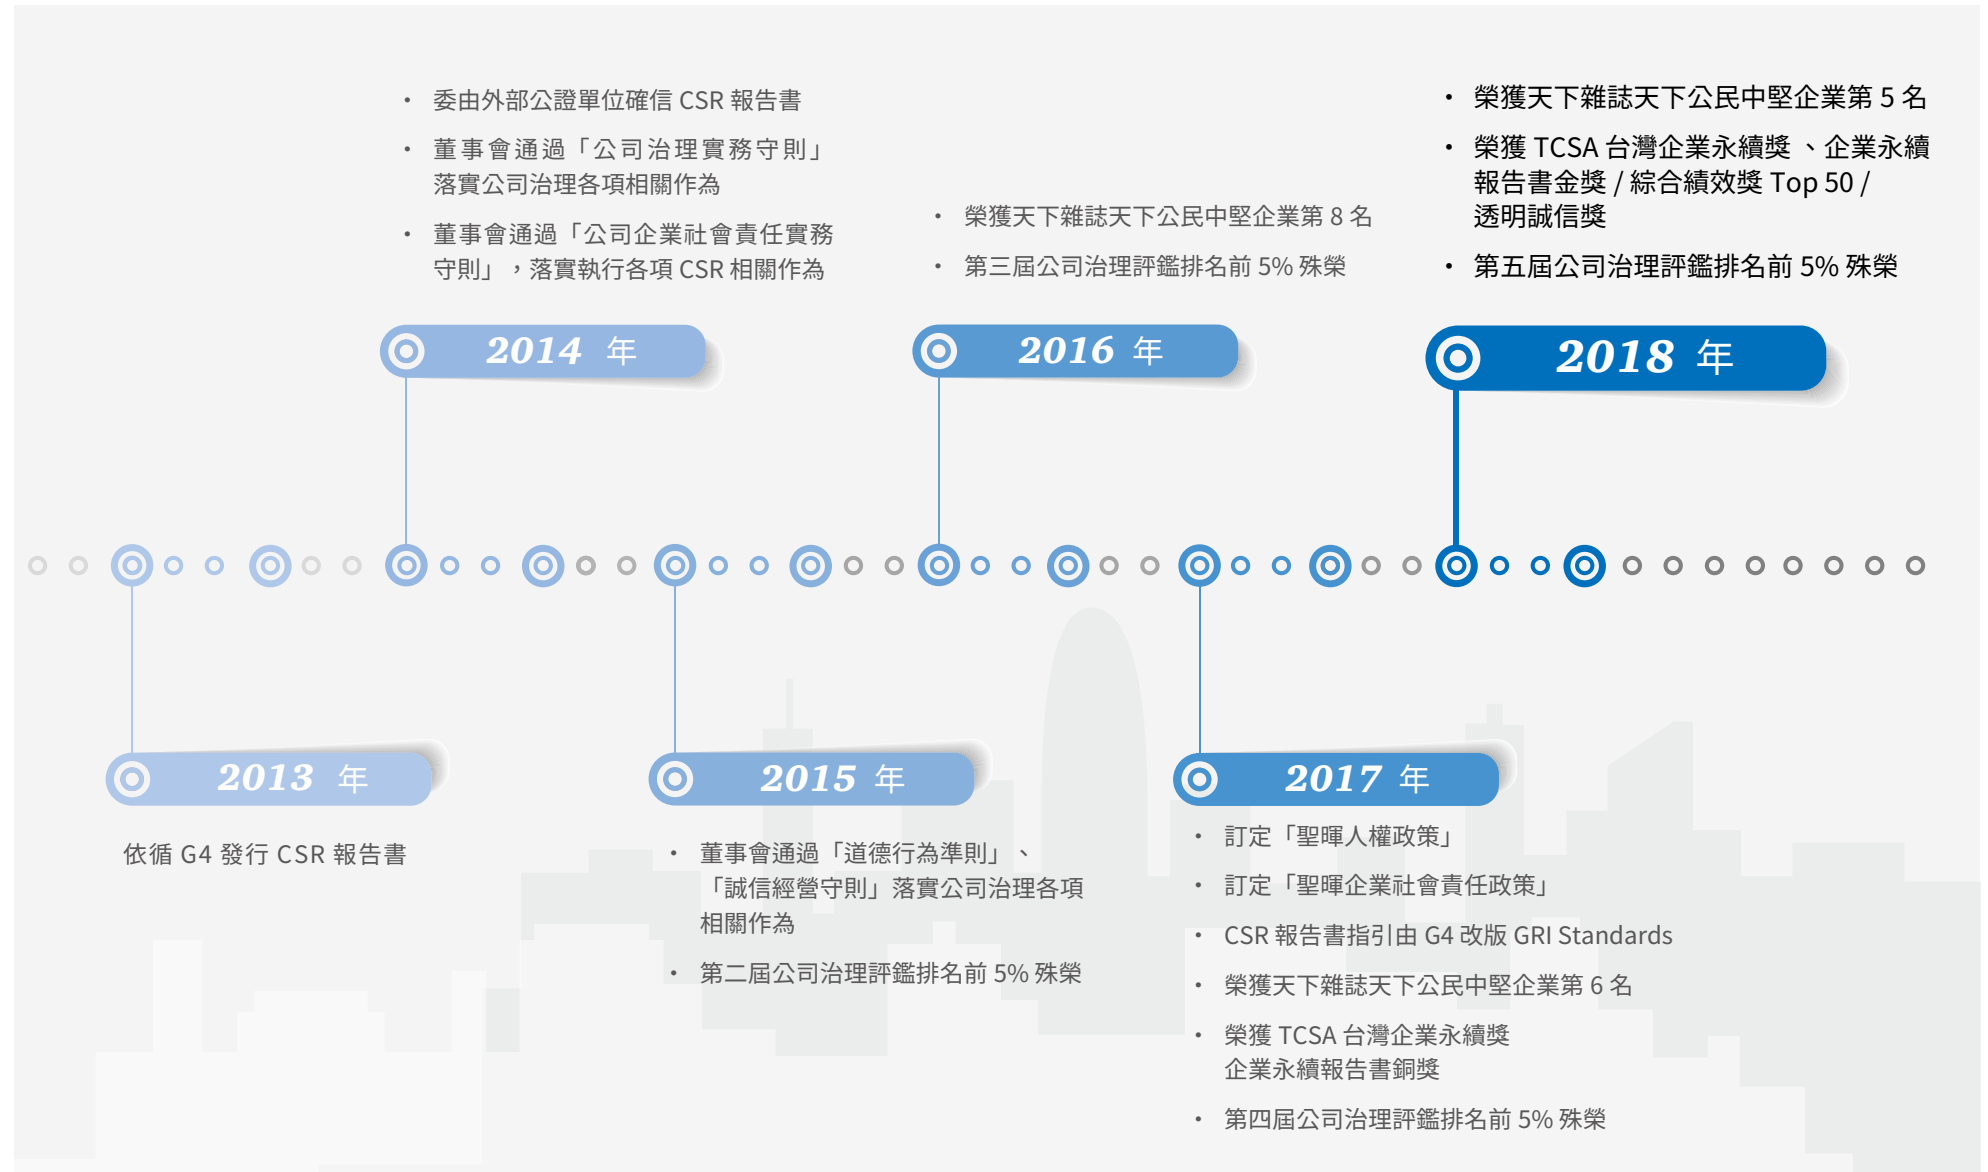 ・ 委由外部公證單位確信 CSR 報告書
・ 董事會通過「公司治理實務守則」
落實公司治理各項相關作為
・ 董事會通過「公司企業社會責任實務
守則」，落實執行各項 CSR 相關作為
2014 年
・ 榮獲天下雜誌天下公民中堅企業第 8 名
・ 第三屆公司治理評鑑排名前 5% 殊榮
2016 年
・ 榮獲天下雜誌天下公民中堅企業第 5 名
・ 榮獲 TCSA 台灣企業永續獎 、企業永續
報告書金獎 / 綜合績效獎 Top 50 /
透明誠信獎
・ 第五屆公司治理評鑑排名前 5% 殊榮
2018 年
2013 年
依循 G4 發行 CSR 報告書
2015 年
・ 董事會通過「道德行為準則」、
「誠信經營守則」落實公司治理各項
相關作為
・ 第二屆公司治理評鑑排名前 5% 殊榮
2017 年
・ 訂定「聖暉人權政策」
・ 訂定「聖暉企業社會責任政策」
・ CSR 報告書指引由 G4 改版 GRI Standards
・ 榮獲天下雜誌天下公民中堅企業第 6 名
・ 榮獲 TCSA 台灣企業永續獎
企業永續報告書銅獎
・ 第四屆公司治理評鑑排名前 5% 殊榮